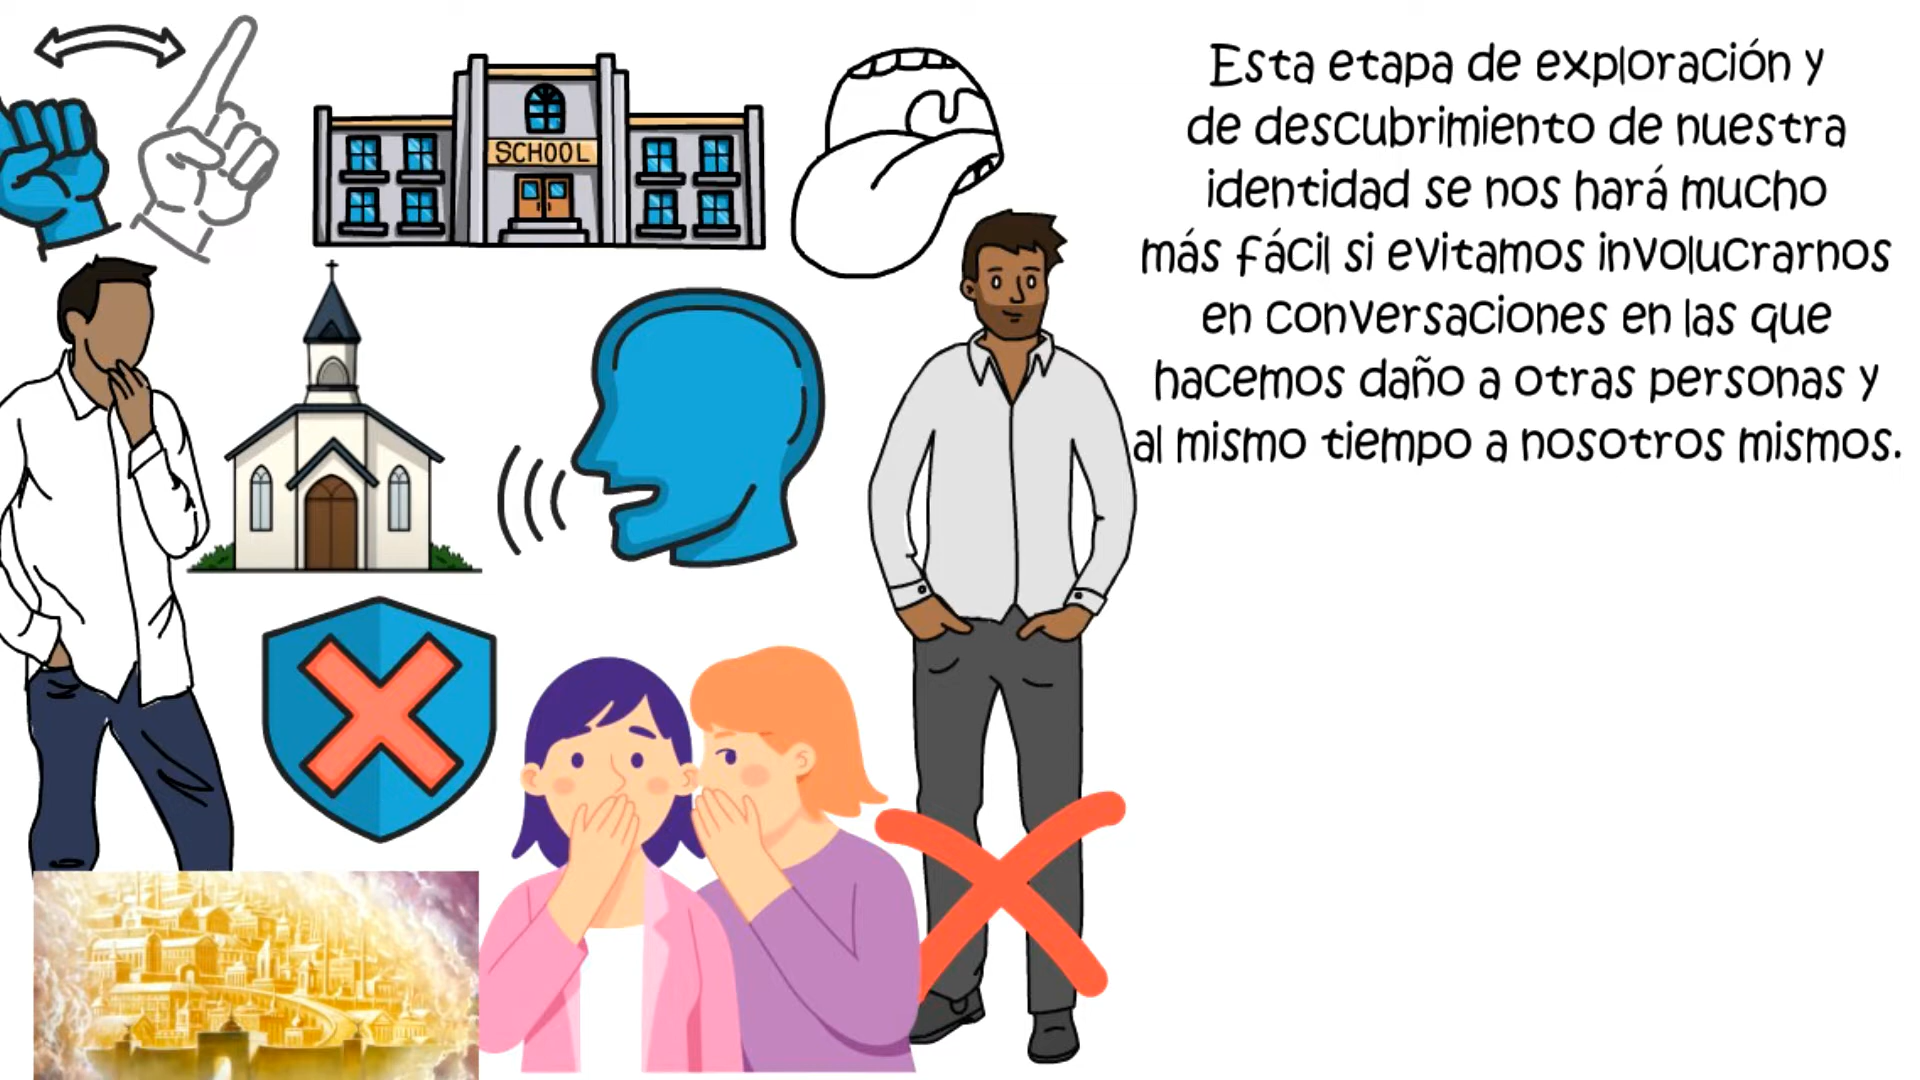 SCHOOL
Esta etapa de exploración y
de descubrimiento de nuestra
identidad se nos hará mucho
más fácil si evitamos involucrarnos
en conversaciones en las que
hacemos daño a otras personas y
al mismo tiempo a nosotros mismos.